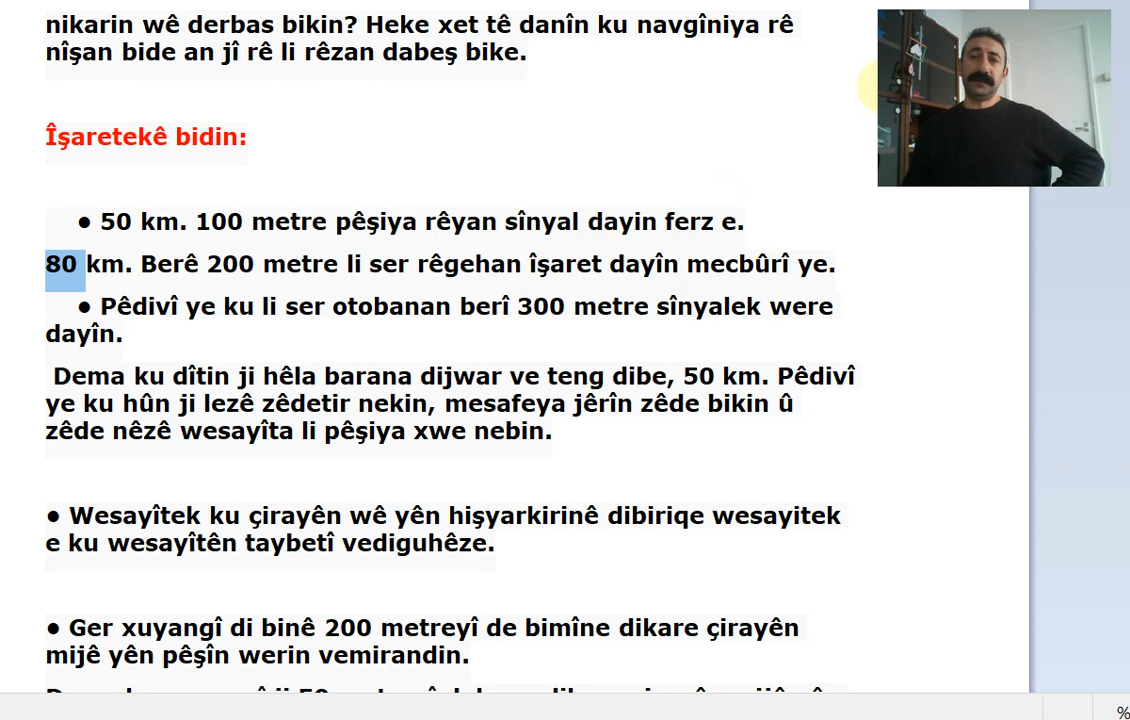 nikarin wê derbas bikin? Heke xet tê danîn ku navgîniya rê
nîşan bide an jî rê li rêzan dabeş bike.
Îşaretekê bidin:
● 50 km. 100 metre pêşiya rêyan sînyal dayin ferz e.
80 km. Berê 200 metre li ser rêgehan îşaret dayîn mecbûrî ye.
● Pêdivî ye ku li ser otobanan berî 300 metre sînyalek were
dayîn.
Dema ku dîtin ji hêla barana dijwar ve teng dibe, 50 km. Pêdivî
ye ku hûn ji lezê zêdetir nekin, mesafeya jêrîn zêde bikin û
zêde nêzê wesayîta li pêşiya xwe nebin.
● Wesayîtek ku çirayên wê yên hişyarkirinê dibiriqe wesayitek
e ku wesayîtên taybetî vediguhêze.
● Ger xuyangî di binê 200 metreyî de bimîne dikare çirayên
mijê yên pêşîn werin vemirandin.
%